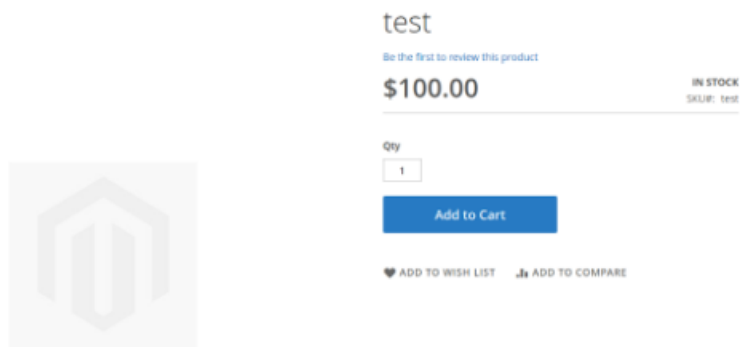 test
Be the first to review this product
$100.00
IN STOCK
SKU#: test
Qty
1
Add to Cart
ADD TO WISH LIST
ADD TO COMPARE